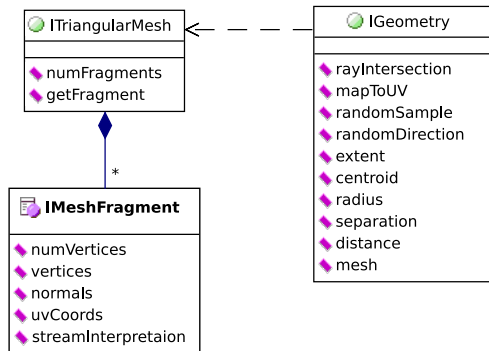 ITriangularMesh
numFragments
getFragment
*
IMeshFragment
numVertices
vertices
normals
uvCoords
streamInterpretaion
IGeometry
rayIntersection
mapToUV
randomSample
randomDirection
extent
centroid
radius
separation
distance
mesh